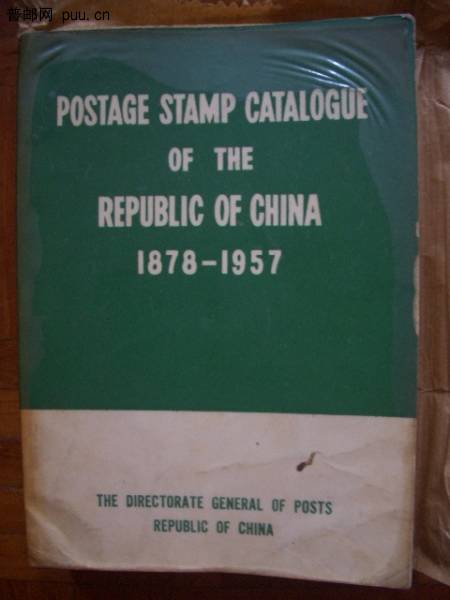 普邮网 puu.cn
POSTAGE STAMP CATALOGUE
OF THE
REPUBLIC OF CHINA
1878-1957
THE DIRECTORATE GENERAL OF POSTS
REPUBLIC OF CHINA